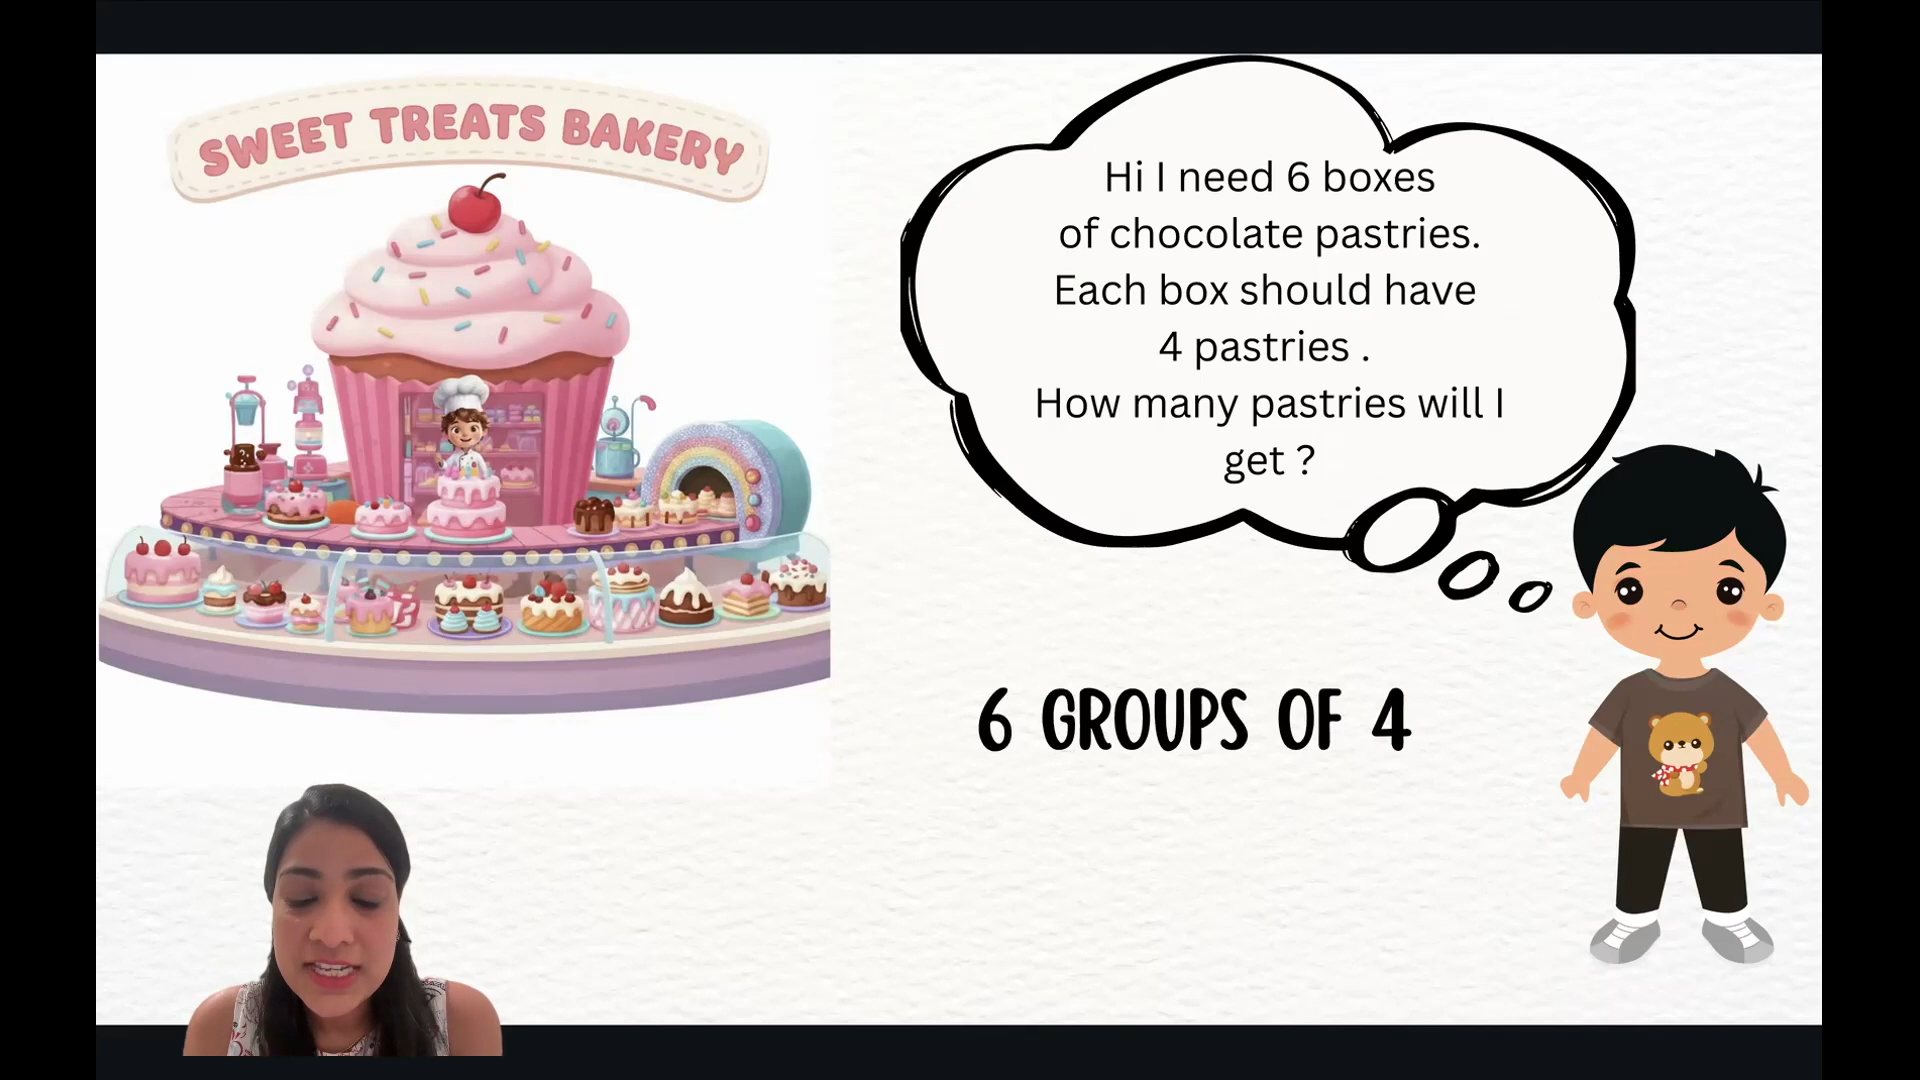 SWEET TREATS BAKERY
Hi I need 6 boxes
of chocolate pastries.
Each box should have
4 pastries .
How many pastries will I
get ?
6 GROUPS OF 4